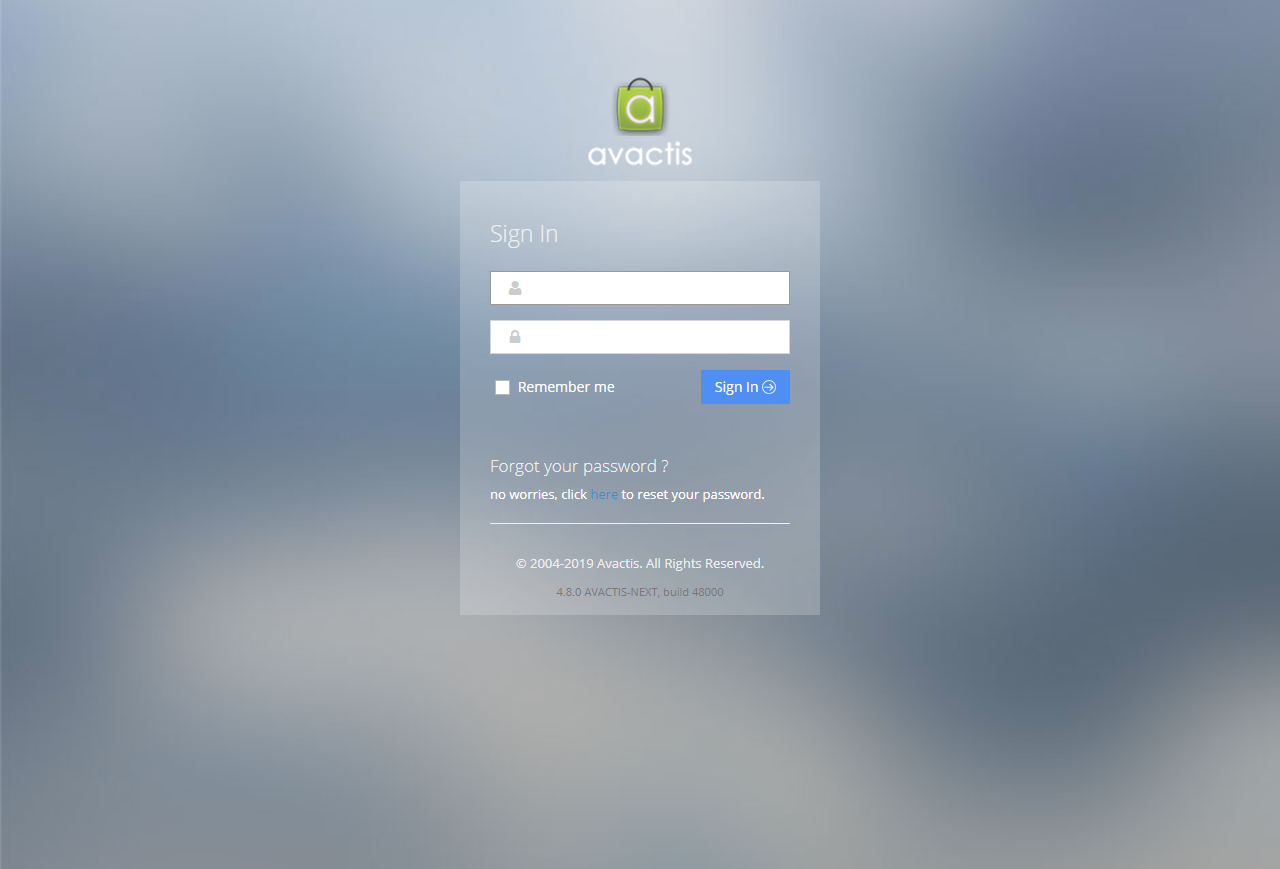 a
avactis
Sign In
Remember me
Sign In
Forgot your password ?
no worries, click here to reset your password.
© 2004-2019 Avactis. All Rights Reserved.
4.8.0 AVACTIS-NEXT, build 48000